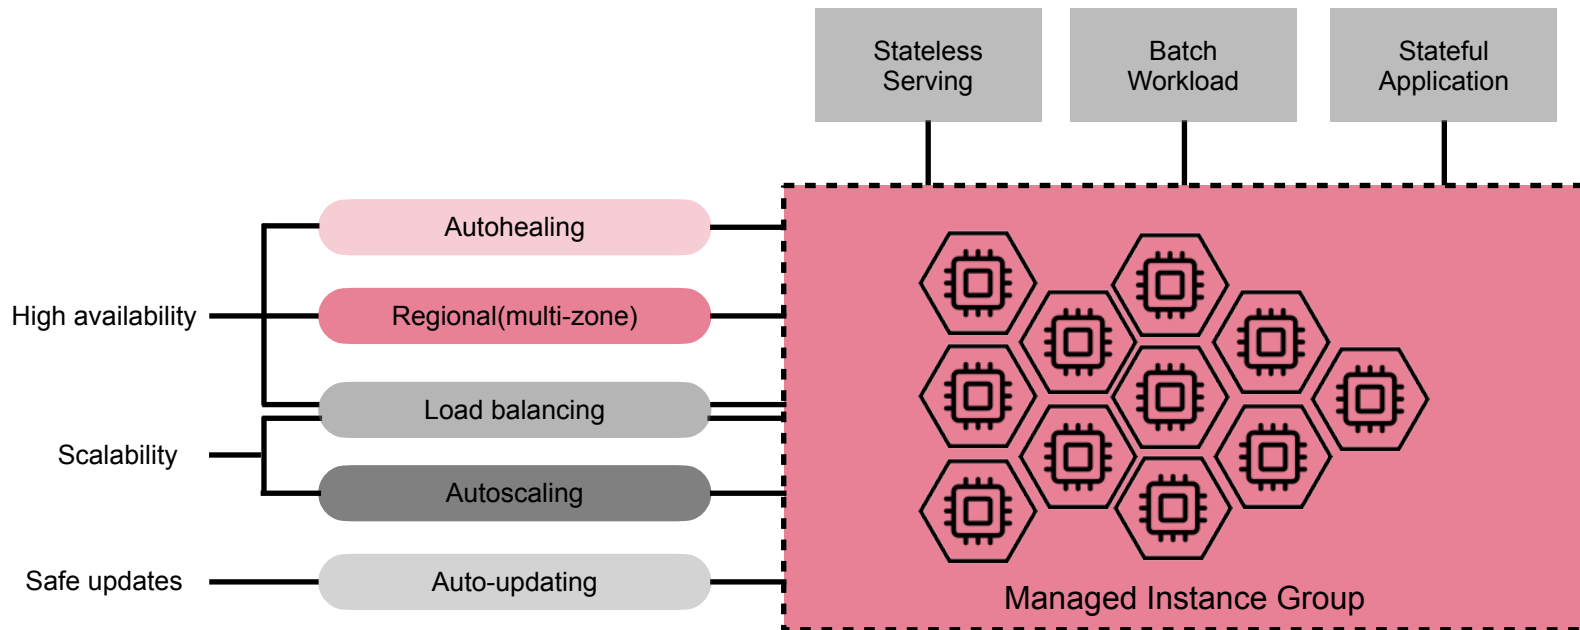 Stateless
Serving
Batch
Workload
Stateful
Application
Autohealing
High availability
Regional(multi-zone)
Load balancing
Scalability
Autoscaling
Safe updates
Auto-updating
Managed Instance Group